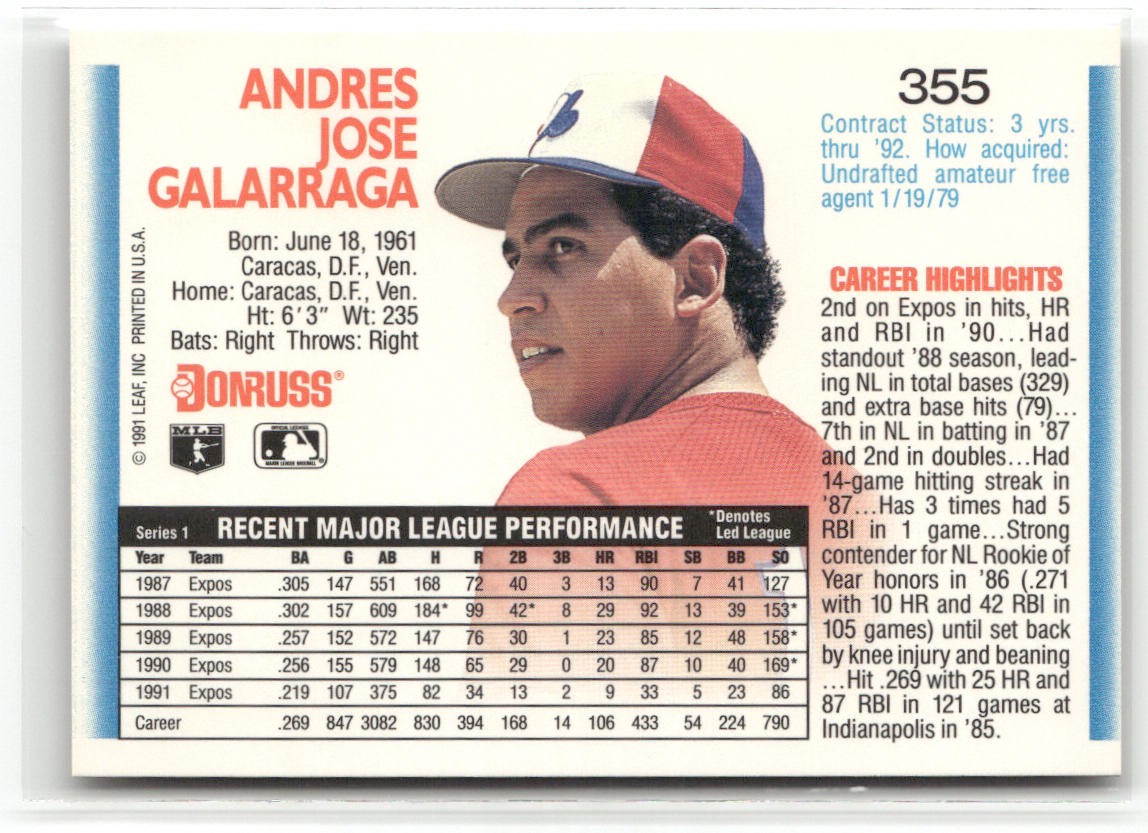 ANDRES
JOSE
GALARRAGA
Born: June 18, 1961
Caracas, D.F., Ven.
Home: Caracas, D.F., Ven.
Ht: 6'3" Wt: 235
Bats: Right Throws: Right
DONRUSS®
MLB
OFFICIAL LICENSEE
MAJOR LEAGUE BASEBALL
© 1991 LEAF, INC PRINTED IN U.S.A.
355
Contract Status: 3 yrs.
thru '92. How acquired:
Undrafted amateur free
agent 1/19/79
CAREER HIGHLIGHTS
2nd on Expos in hits, HR
and RBI in '90...Had
standout '88 season, lead-
ing NL in total bases (329)
and extra base hits (79)...
7th in NL in batting in '87
and 2nd in doubles...Had
14-game hitting streak in
'87...Has 3 times had 5
RBI in 1 game...Strong
contender for NL Rookie of
Year honors in '86 (.271
with 10 HR and 42 RBI in
105 games) until set back
by knee injury and beaning
...Hit .269 with 25 HR and
87 RBI in 121 games at
Indianapolis in '85.
Series 1 RECENT MAJOR LEAGUE PERFORMANCE *Denotes
Led League
Year Team BA G AB H R 2B 3B HR RBI SB BB SO
1987 Expos .305 147 551 168 72 40 3 13 90 7 41 127
1988 Expos .302 157 609 184* 99 42* 8 29 92 13 39 153*
1989 Expos .257 152 572 147 76 30 1 23 85 12 48 158*
1990 Expos .256 155 579 148 65 29 0 20 87 10 40 169*
1991 Expos .219 107 375 82 34 13 2 9 33 5 23 86
Career .269 847 3082 830 394 168 14 106 433 54 224 790